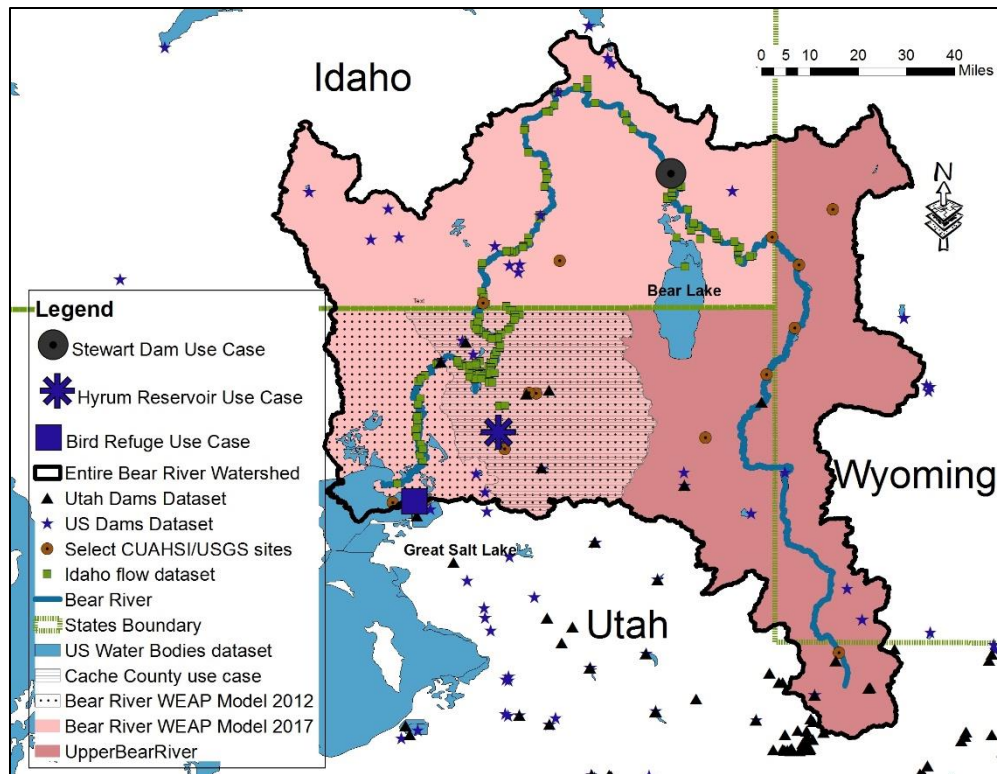 Idaho
0 5 10 20 30 40
Miles
N
Bear Lake
Text
Wyoming
Great Salt Lake
Utah
Legend
Stewart Dam Use Case
Hyrum Reservoir Use Case
Bird Refuge Use Case
Entire Bear River Watershed
Utah Dams Dataset
US Dams Dataset
Select CUAHSI/USGS sites
Idaho flow dataset
Bear River
States Boundary
US Water Bodies dataset
Cache County use case
Bear River WEAP Model 2012
Bear River WEAP Model 2017
UpperBearRiver